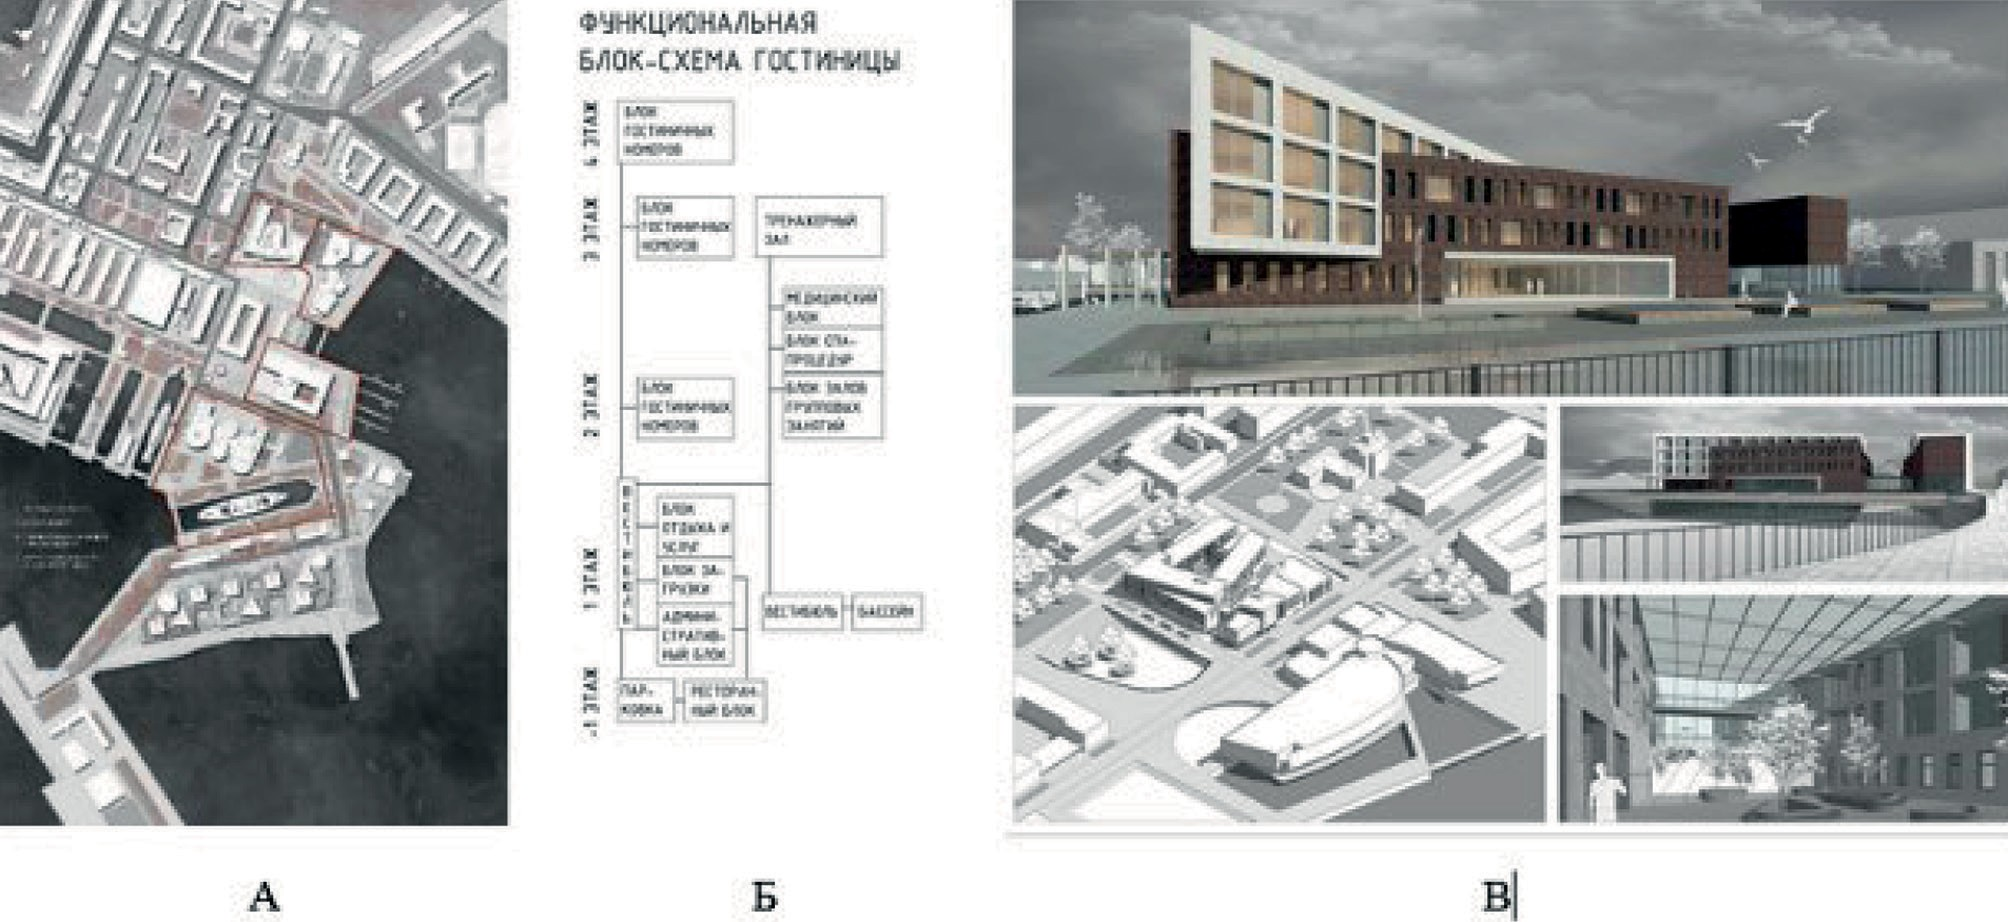 ФУНКЦИОНАЛЬНАЯ
БЛОК-СХЕМА ГОСТИНИЦЫ
4 ЭТАЖ
БЛОК
ГОСТИНИЧНЫХ
НОМЕРОВ
3 ЭТАЖ
БЛОК
ГОСТИНИЧНЫХ
НОМЕРОВ
ТРЕНАЖЕРНЫЙ
ЗАЛ
МЕДИЦИНСКИЙ
БЛОК
БЛОК СПА-
ПРОЦЕДУР
2 ЭТАЖ
БЛОК
ГОСТИНИЧНЫХ
НОМЕРОВ
БЛОК ЗАЛОВ
ГРУППОВЫХ
ЗАНЯТИЙ
1 ЭТАЖ
ВЕСТИБЮЛЬ
БЛОК
ОТДЫХА И
УСЛУГ
БЛОК ЗА-
ГРУЗКИ
АДМИНИ-
СТРАТИВ-
НЫЙ БЛОК
ВЕСТИБЮЛЬ
БАССЕЙН
-1 ЭТАЖ
ПАР-
КОВКА
РЕСТОРАН-
НЫЙ БЛОК
А
Б
В